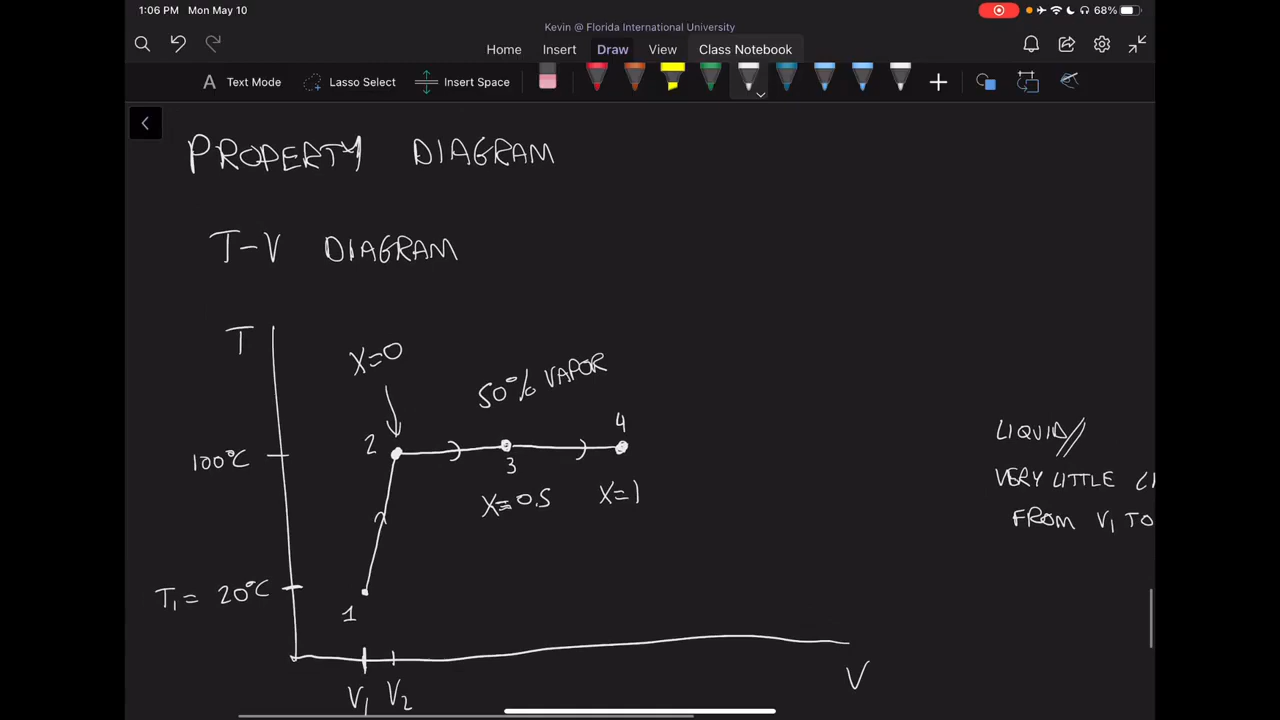 1:06 PM Mon May 10
68%
Kevin @ Florida International University
Home Insert Draw View Class Notebook
Text Mode Lasso Select Insert Space
PROPERTY DIAGRAM
T-V DIAGRAM
T
X=0
50% VAPOR
4
2
100°C
3
X=0.5 X=1
LIQUID//
VERY LITTLE
FROM V₁ TO
T₁ = 20°C
1
V₁ V₂
V